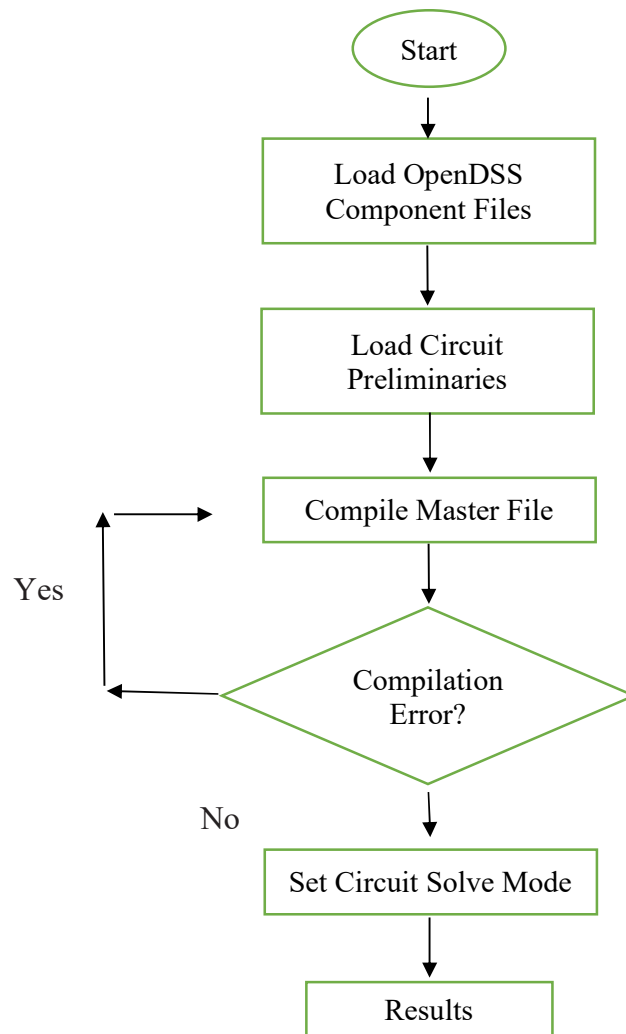 Start
Load OpenDSS
Component Files
Load Circuit
Preliminaries
Compile Master File
Yes
Compilation
Error?
No
Set Circuit Solve Mode
Results